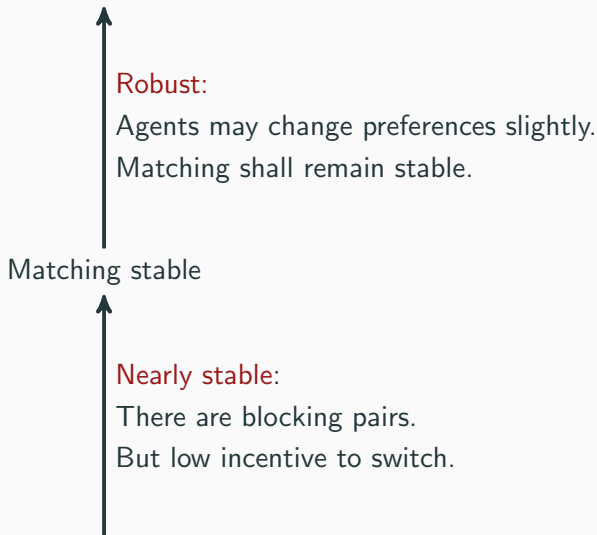 Robust:
Agents may change preferences slightly.
Matching shall remain stable.
Matching stable
Nearly stable:
There are blocking pairs.
But low incentive to switch.